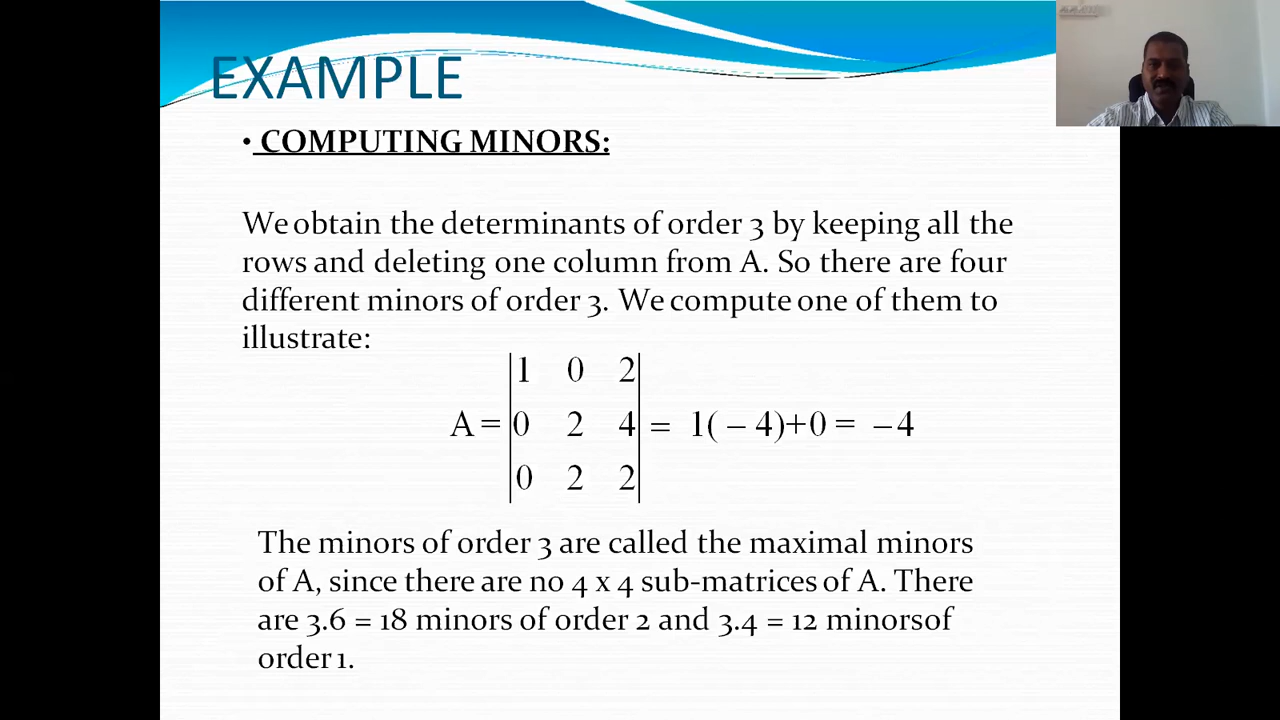 EXAMPLE
• COMPUTING MINORS:
We obtain the determinants of order 3 by keeping all the
rows and deleting one column from A. So there are four
different minors of order 3. We compute one of them to
illustrate:
|1 0 2|
A = |0 2 4| = 1( – 4)+0 = – 4
|0 2 2|
The minors of order 3 are called the maximal minors
of A, since there are no 4 x 4 sub-matrices of A. There
are 3.6 = 18 minors of order 2 and 3.4 = 12 minorsof
order 1.